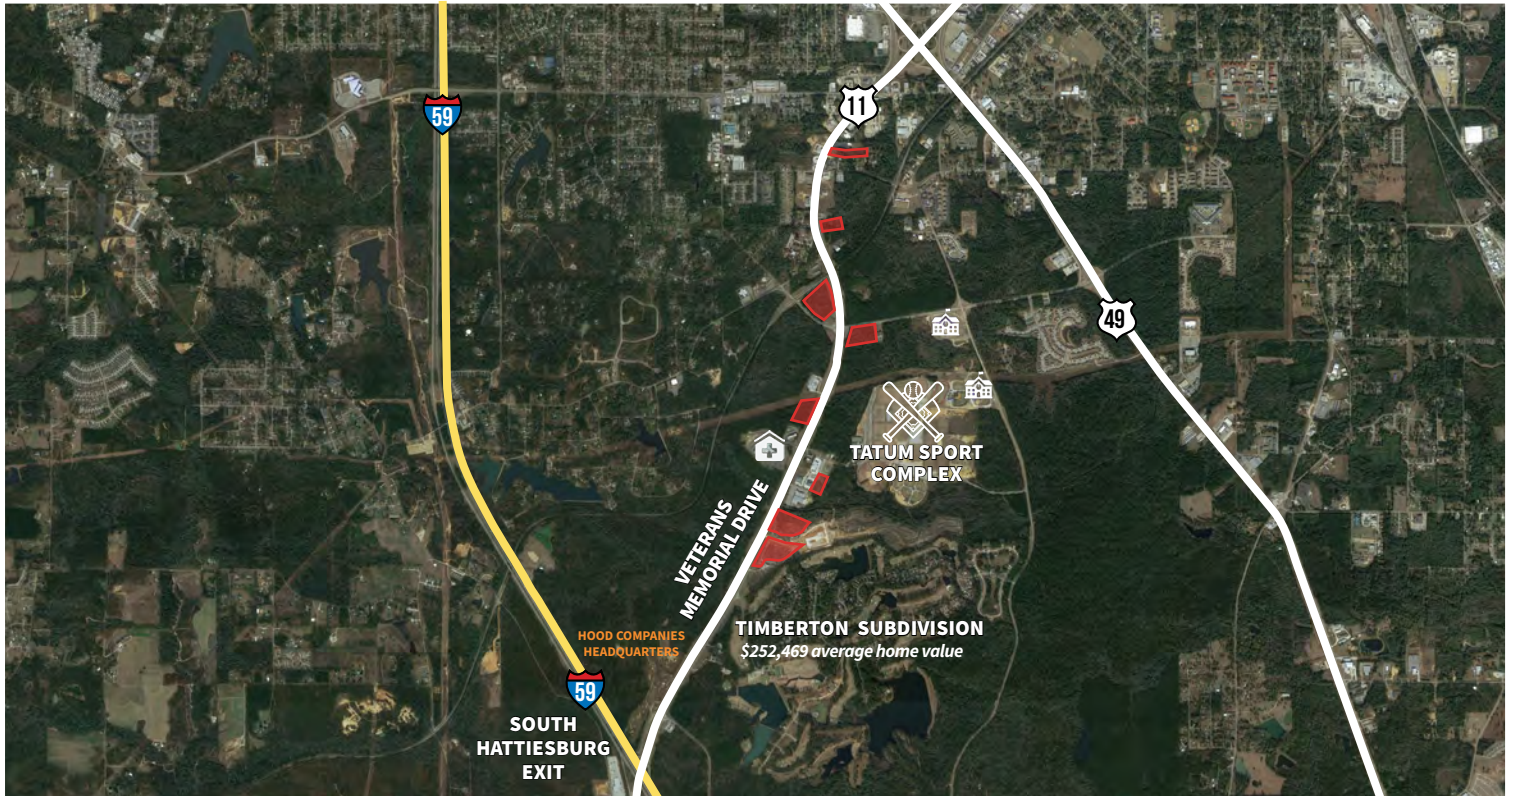 11
59
49
TATUM SPORT
COMPLEX
VETERANS
MEMORIAL DRIVE
TIMBERTON SUBDIVISION
$252,469 average home value
HOOD COMPANIES
HEADQUARTERS
59
SOUTH
HATTIESBURG
EXIT